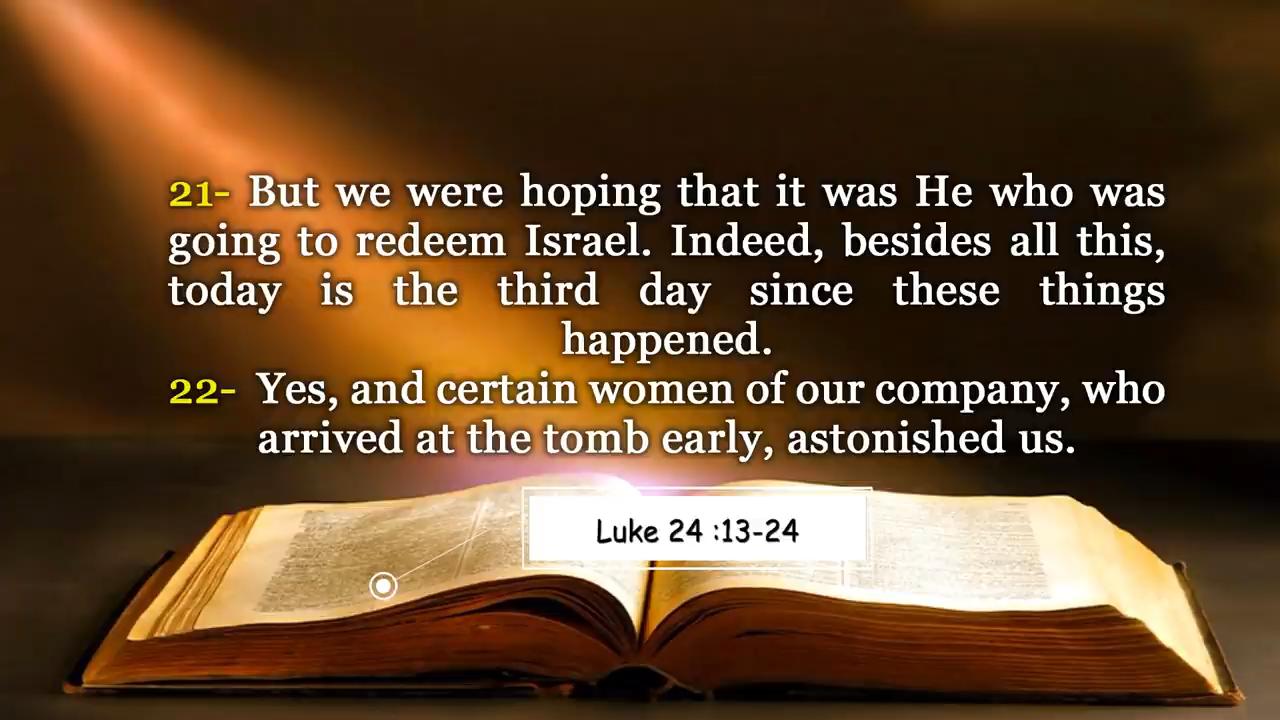 21- But we were hoping that it was He who was
going to redeem Israel. Indeed, besides all this,
today is the third day since these things
happened.
22- Yes, and certain women of our company, who
arrived at the tomb early, astonished us.
Luke 24 :13-24